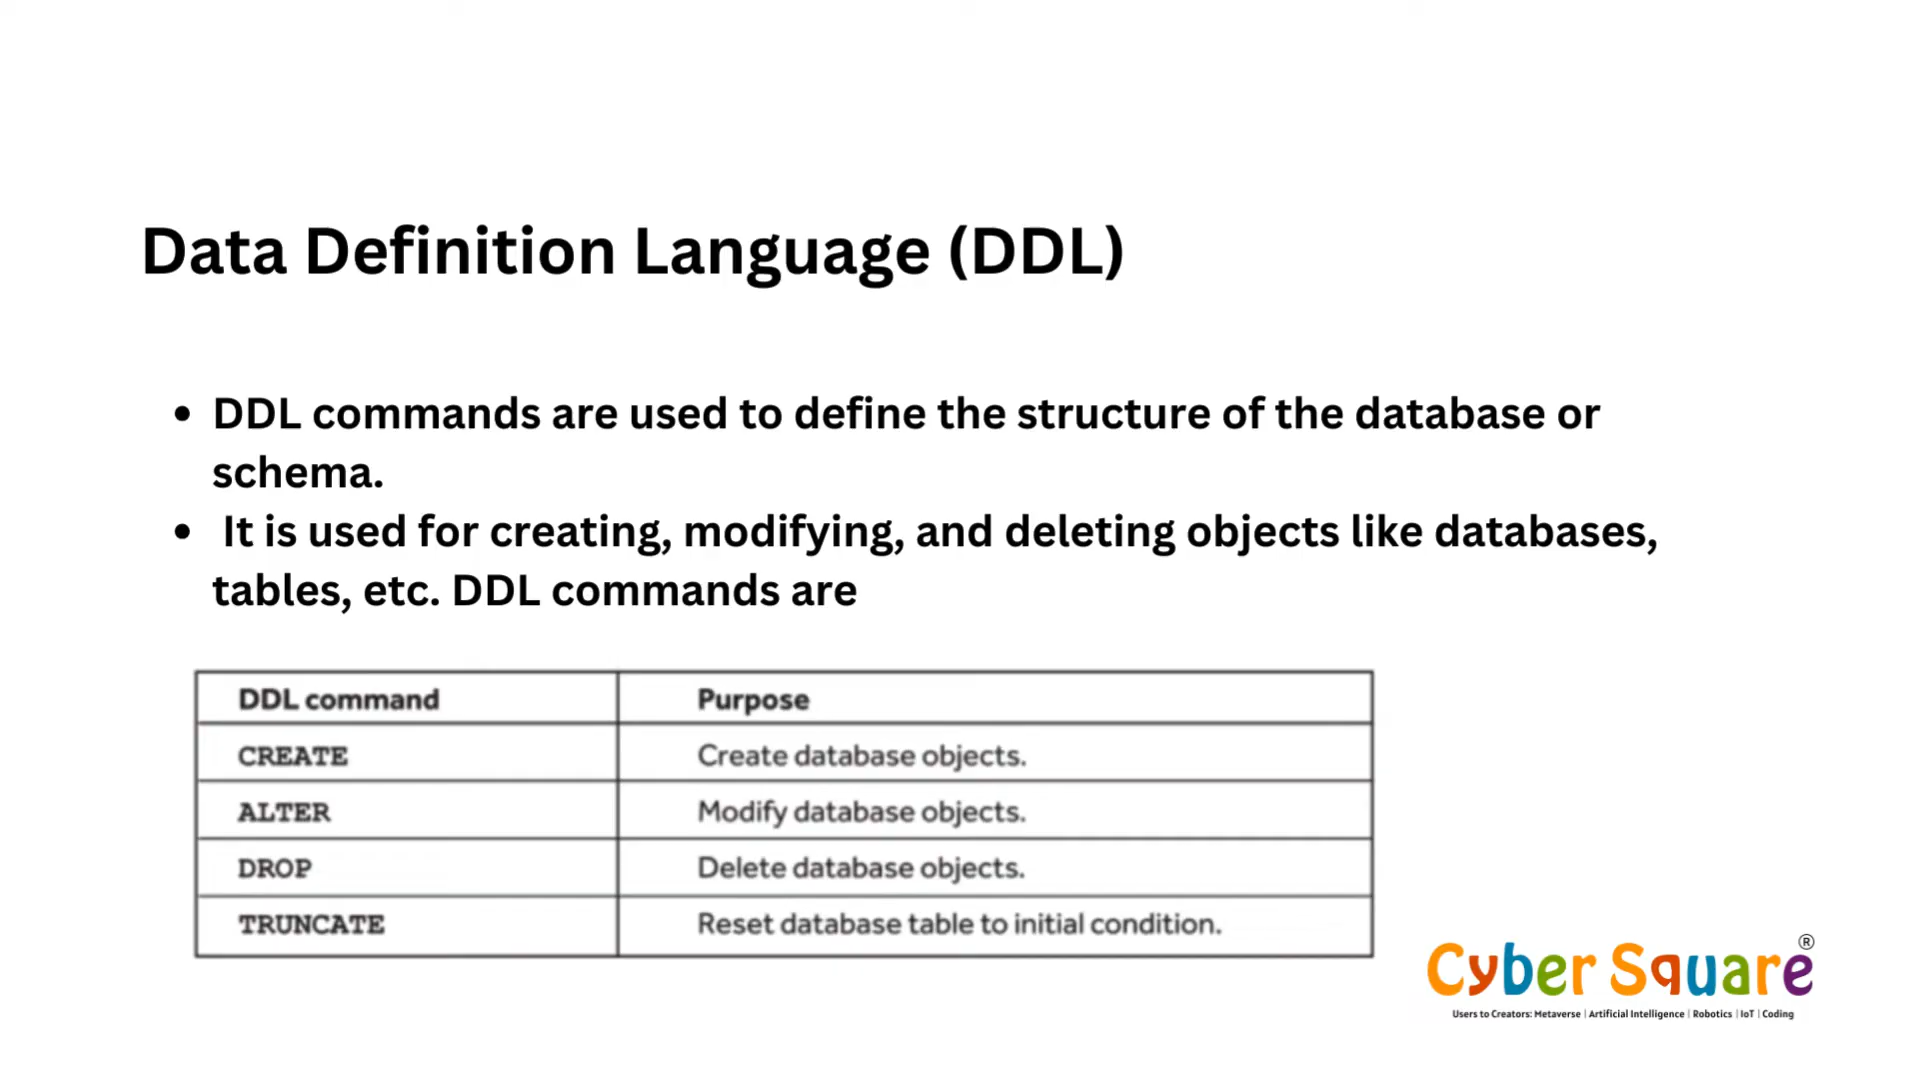 Data Definition Language (DDL)
• DDL commands are used to define the structure of the database or
schema.
• It is used for creating, modifying, and deleting objects like databases,
tables, etc. DDL commands are
DDL command Purpose
CREATE Create database objects.
ALTER Modify database objects.
DROP Delete database objects.
TRUNCATE Reset database table to initial condition.
Cyber Square®
Users to Creators: Metaverse | Artificial Intelligence | Robotics | IoT | Coding